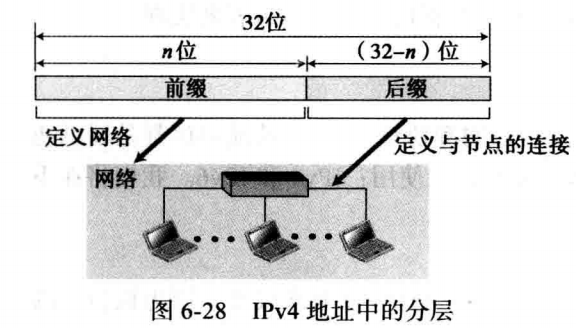 32位
n位 （32-n）位
前缀 后缀
定义网络 定义与节点的连接
网络
图 6-28 IPv4 地址中的分层